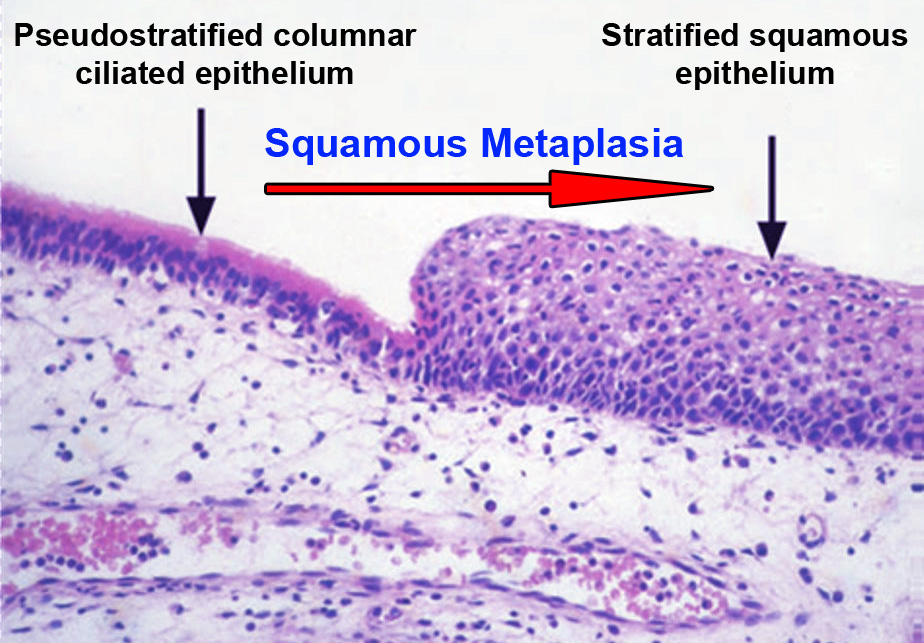 Pseudostratified columnar
ciliated epithelium
Stratified squamous
epithelium
Squamous Metaplasia